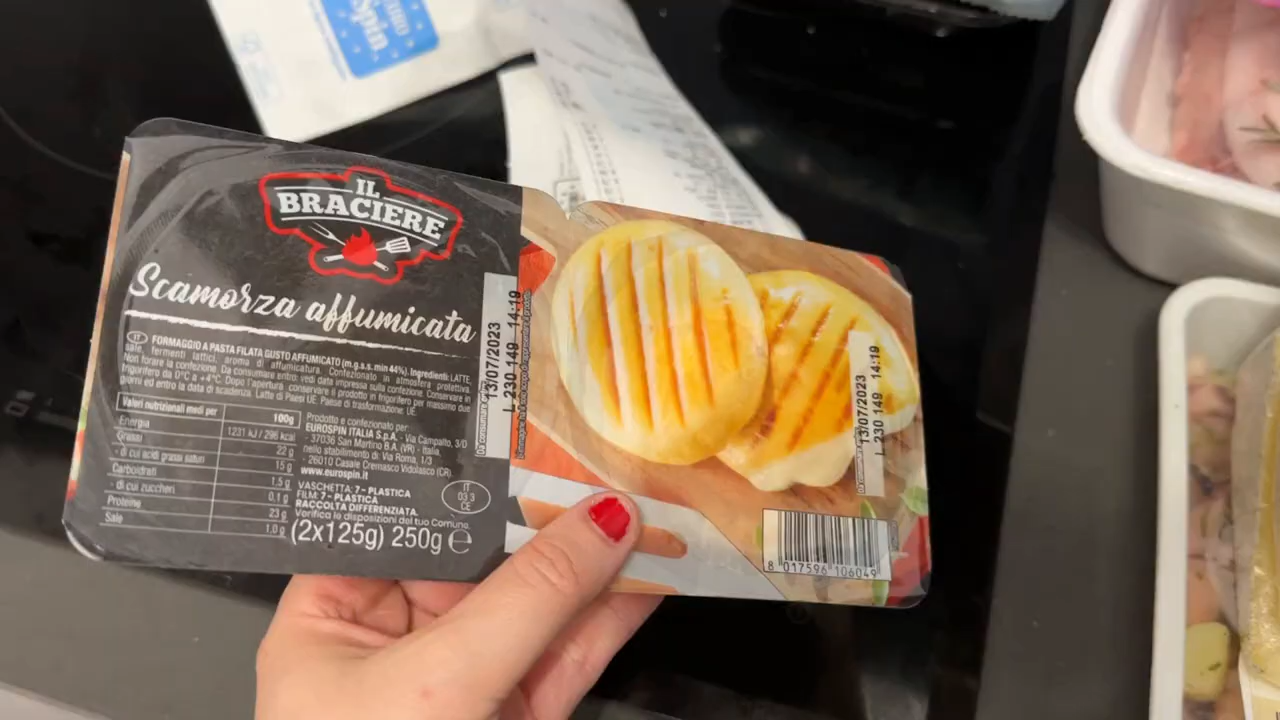 Spin
IL
BRACIERE
Scamorza affumicata
IT FORMAGGIO A PASTA FILATA GUSTO AFFUMICATO (m.g.s.s. min 44%). Ingredienti: LATTE,
sale, fermenti lattici, aroma di affumicatura. Confezionato in atmosfera protettiva.
Non forare la confezione. Da consumare entro: vedi data impressa sulla confezione. Conservare in
frigorifero da 0°C a +4°C. Dopo l'apertura conservare il prodotto in frigorifero per massimo due
giorni ed entro la data di scadenza. Latte di Paesi UE. Paese di trasformazione: UE.
Valori nutrizionali medi per 100g
Energia 1231 kJ / 296 kcal
Grassi 22 g
- di cui acidi grassi saturi 15 g
Carboidrati 1,5 g
- di cui zuccheri 0,1 g
Proteine 23 g
Sale 1,0 g
Prodotto e confezionato per:
EUROSPIN ITALIA S.p.A. - Via Campalto, 3/D
- 37036 San Martino B.A. (VR) - Italia,
nello stabilimento di: Via Roma, 1/3
- 26010 Casale Cremasco Vidolasco (CR)
www.eurospin.it
VASCHETTA: 7 - PLASTICA
FILM: 7 - PLASTICA
RACCOLTA DIFFERENZIATA.
Verifica le disposizioni del tuo Comune.
IT
03 3
CE
(2x125g) 250g e
Da consumare
13/07/2023
L 230 149 14:19
13/07/2023
L 230 149 14:19
8 017596 106049